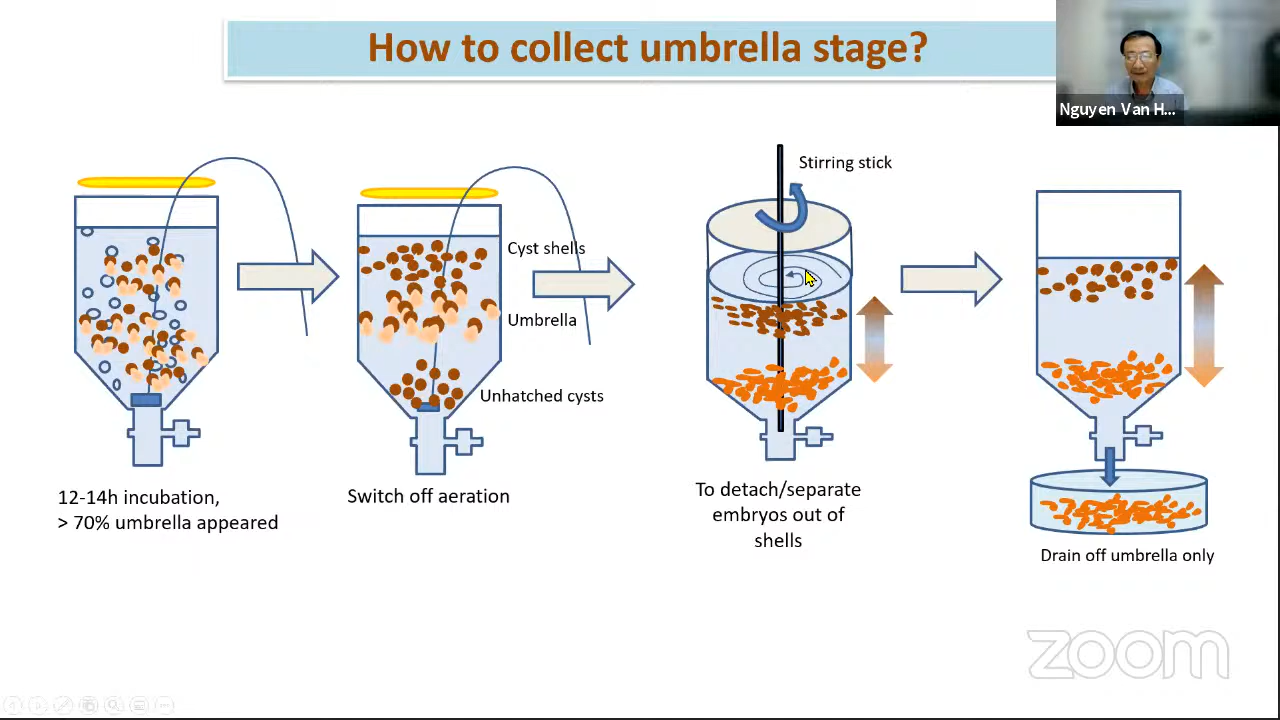 How to collect umbrella stage?
Nguyen Van H...
Stirring stick
Cyst shells
Umbrella
Unhatched cysts
12-14h incubation,
> 70% umbrella appeared
Switch off aeration
To detach/separate
embryos out of
shells
Drain off umbrella only
zoom